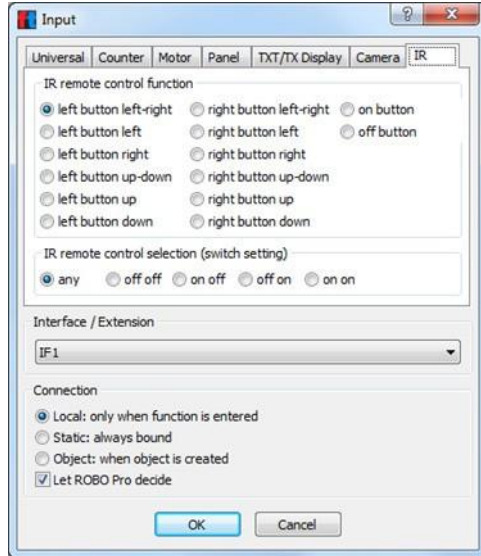 Input
Universal Counter Motor Panel TXT/TX Display Camera IR
IR remote control function
left button left-right right button left-right on button
left button left right button left off button
left button right right button right
left button up-down right button up-down
left button up right button up
left button down right button down
IR remote control selection (switch setting)
any off off on off off on on on
Interface / Extension
IF1
Connection
Local: only when function is entered
Static: always bound
Object: when object is created
Let ROBO Pro decide
OK Cancel